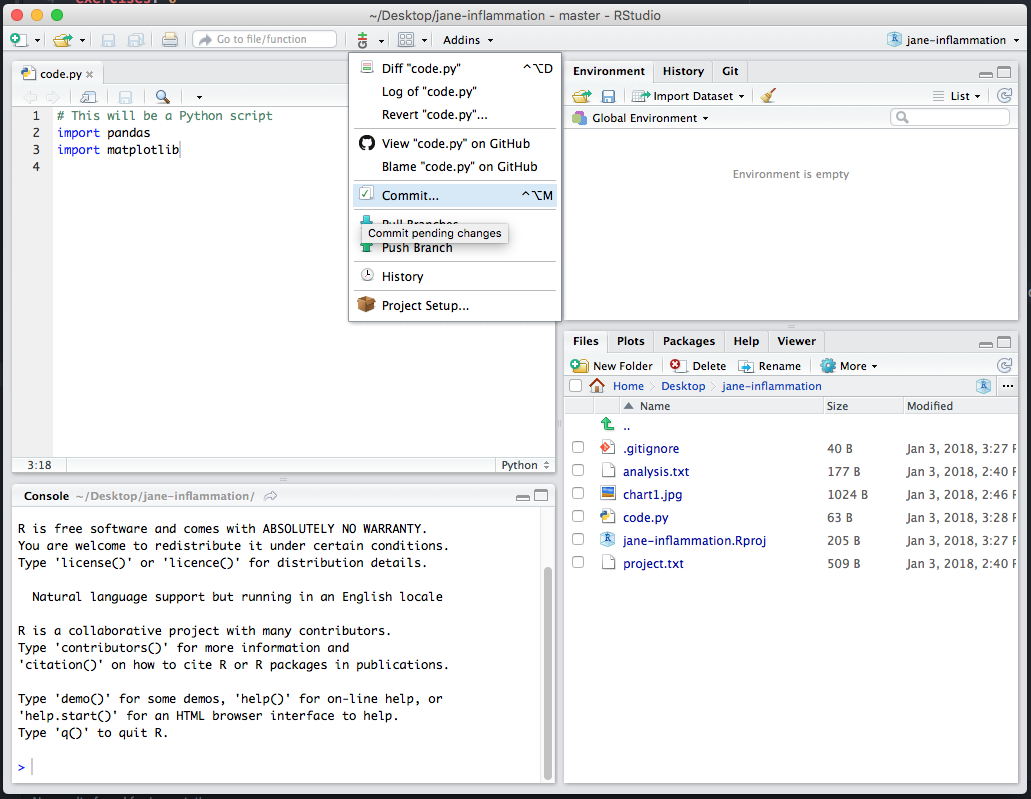 ~/Desktop/jane-inflammation - master - RStudio
Go to file/function
Addins
jane-inflammation
code.py
1 # This will be a Python script
2 import pandas
3 import matplotlib
4
3:18
Python
Diff "code.py" ^⌥D
Log of "code.py"
Revert "code.py"...
View "code.py" on GitHub
Blame "code.py" on GitHub
Commit... ^⌥M
Commit pending changes
Push Branch
History
Project Setup...
Environment History Git
Import Dataset
List
Global Environment
Environment is empty
Console ~/Desktop/jane-inflammation/
R is free software and comes with ABSOLUTELY NO WARRANTY.
You are welcome to redistribute it under certain conditions.
Type 'license()' or 'licence()' for distribution details.
Natural language support but running in an English locale
R is a collaborative project with many contributors.
Type 'contributors()' for more information and
'citation()' on how to cite R or R packages in publications.
Type 'demo()' for some demos, 'help()' for on-line help, or
'help.start()' for an HTML browser interface to help.
Type 'q()' to quit R.
>
Files Plots Packages Help Viewer
New Folder Delete Rename More
Home Desktop jane-inflammation ...
Name Size Modified
..
.gitignore 40 B Jan 3, 2018, 3:27
analysis.txt 177 B Jan 3, 2018, 2:40
chart1.jpg 1024 B Jan 3, 2018, 2:46
code.py 63 B Jan 3, 2018, 3:28
jane-inflammation.Rproj 205 B Jan 3, 2018, 3:27
project.txt 509 B Jan 3, 2018, 2:40